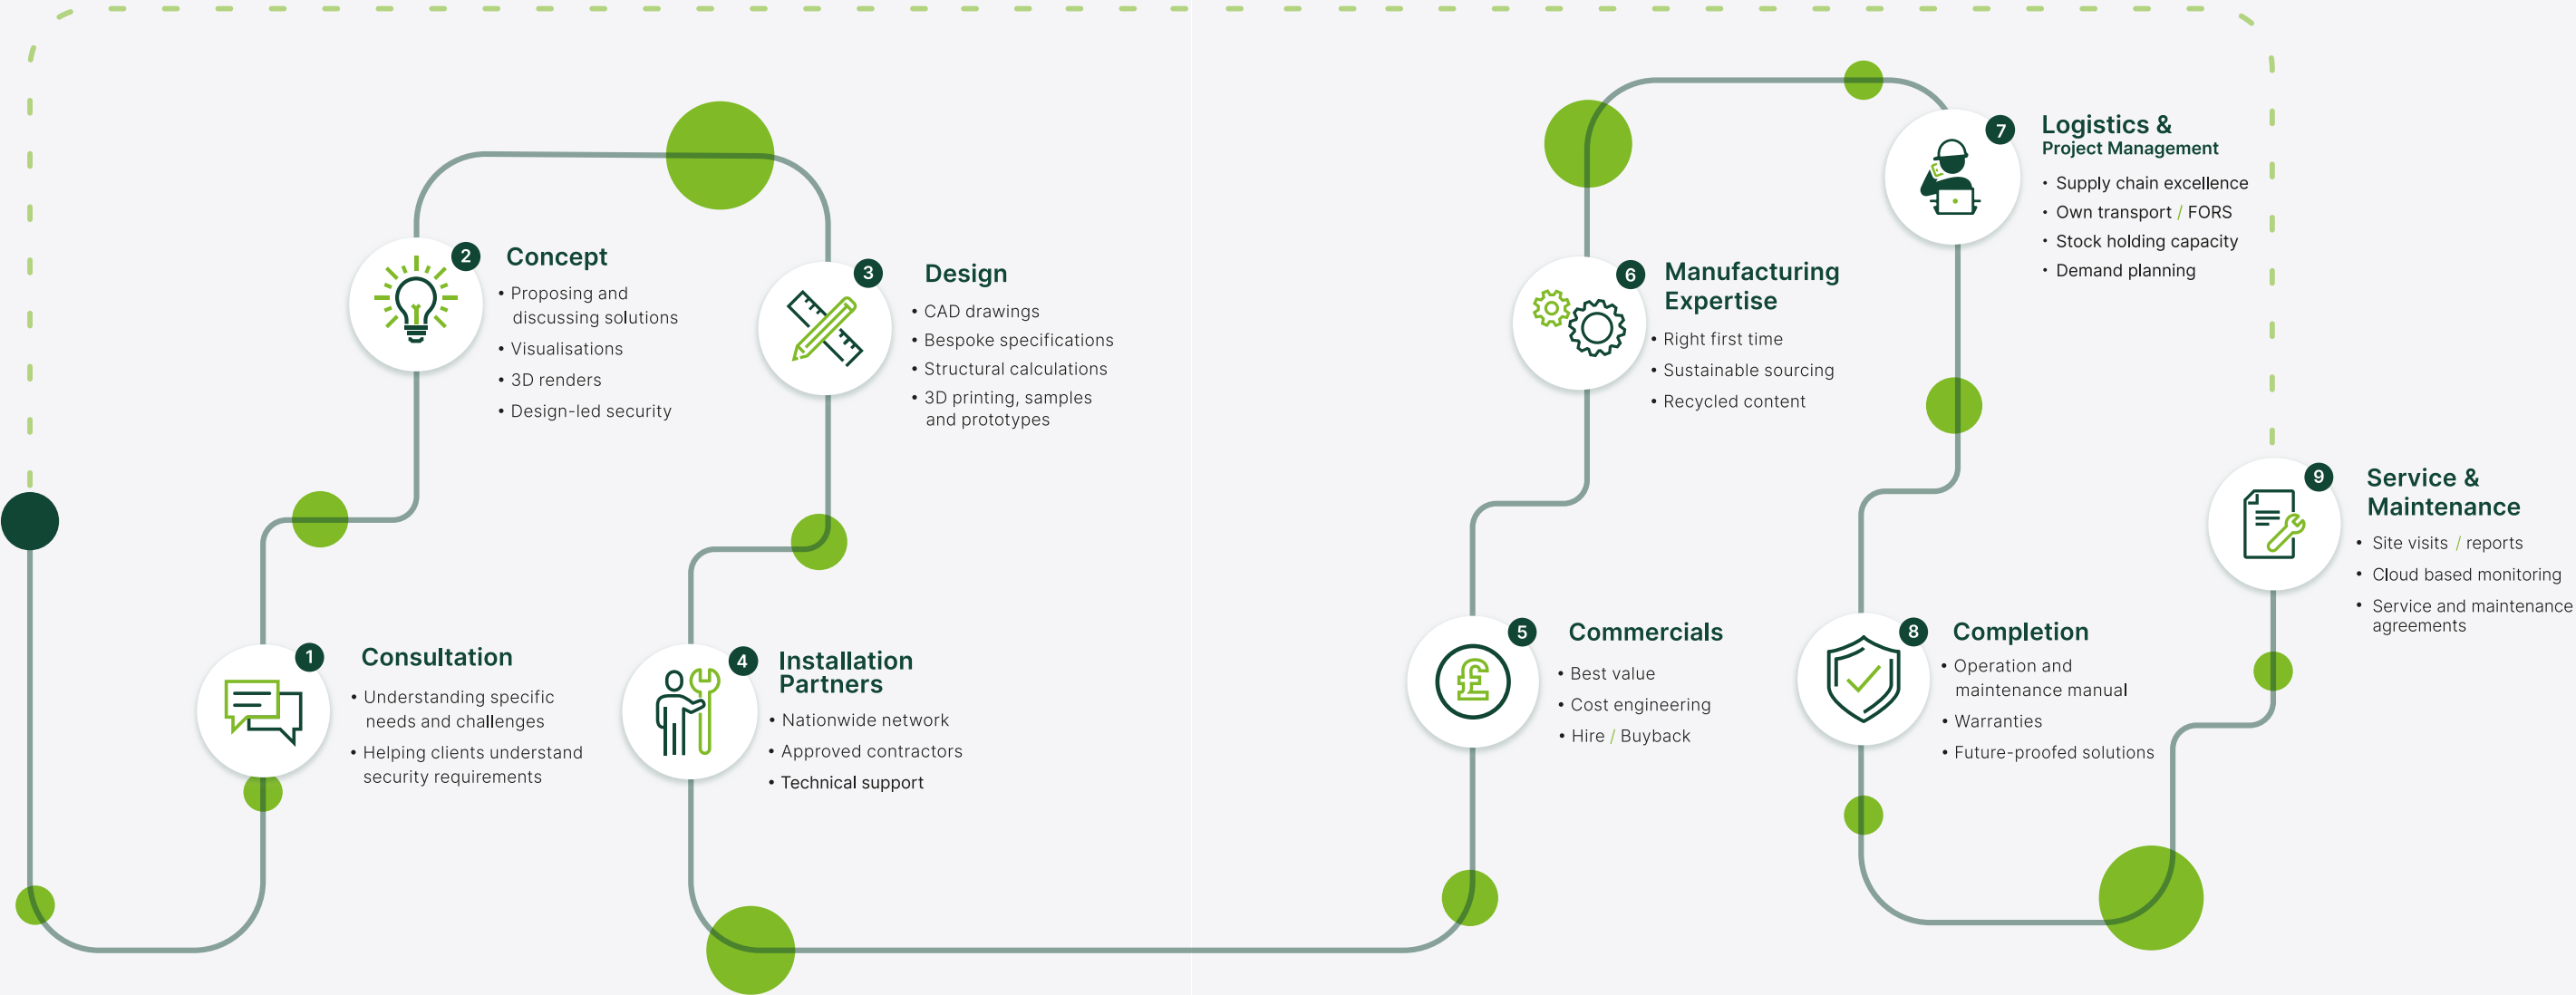 1
Consultation
• Understanding specific
needs and challenges
• Helping clients understand
security requirements
2
Concept
• Proposing and
discussing solutions
• Visualisations
• 3D renders
• Design-led security
3
Design
• CAD drawings
• Bespoke specifications
• Structural calculations
• 3D printing, samples
and prototypes
4
Installation
Partners
• Nationwide network
• Approved contractors
• Technical support
5
Commercials
• Best value
• Cost engineering
• Hire / Buyback
£
6
Manufacturing
Expertise
• Right first time
• Sustainable sourcing
• Recycled content
7
Logistics &
Project Management
• Supply chain excellence
• Own transport / FORS
• Stock holding capacity
• Demand planning
8
Completion
• Operation and
maintenance manual
• Warranties
• Future-proofed solutions
9
Service &
Maintenance
• Site visits / reports
• Cloud based monitoring
• Service and maintenance
agreements